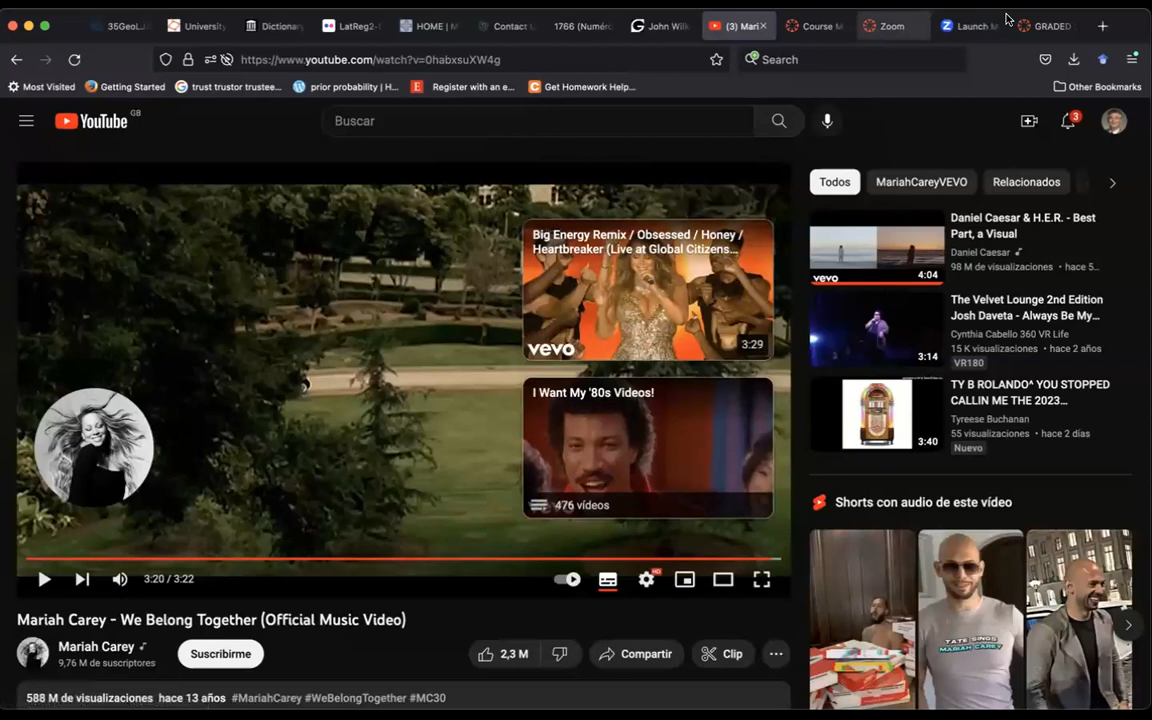 35GeoL
University
Dictionary
LatReg2-
HOME | M
Contact U
1766 (Numéro
John Wilk
(3) Mari
Course M
Zoom
Launch M
GRADED
https://www.youtube.com/watch?v=0habxsuXW4g
Search
Most Visited
Getting Started
trust trustor trustee...
prior probability | H...
Register with an e...
Get Homework Help...
Other Bookmarks
YouTube GB
Buscar
3
Todos
MariahCareyVEVO
Relacionados
Big Energy Remix / Obsessed / Honey /
Heartbreaker (Live at Global Citizens...
vevo
3:29
I Want My '80s Videos!
476 vídeos
3:20 / 3:22
HD
Daniel Caesar & H.E.R. - Best
Part, a Visual
Daniel Caesar
98 M de visualizaciones • hace 5...
vevo
4:04
The Velvet Lounge 2nd Edition
Josh Daveta - Always Be My...
Cynthia Cabello 360 VR Life
15 K visualizaciones • hace 2 años
VR180
3:14
TY B ROLANDO^ YOU STOPPED
CALLIN ME THE 2023...
Tyreese Buchanan
55 visualizaciones • hace 2 días
Nuevo
3:40
Shorts con audio de este vídeo
TATE SINGS
MARIAH CAREY
Mariah Carey - We Belong Together (Official Music Video)
Mariah Carey
9,76 M de suscriptores
Suscribirme
2,3 M
Compartir
Clip
588 M de visualizaciones hace 13 años #MariahCarey #WeBelongTogether #MC30